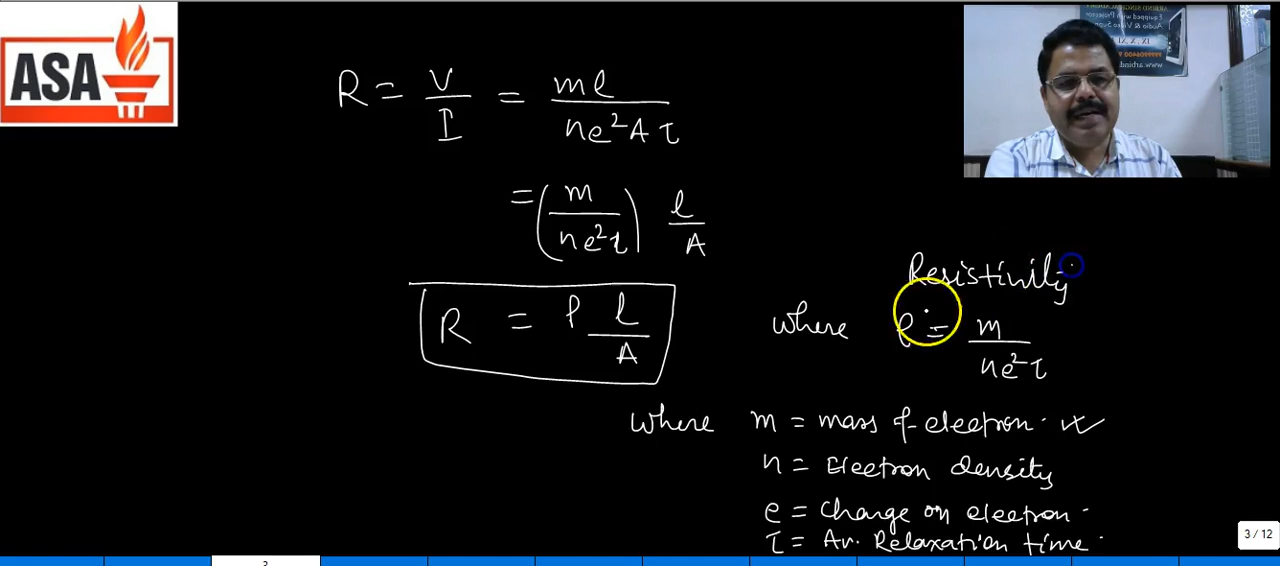 ASA
R = V/I = ml/ne²Aτ
= (m/ne²τ) l/A
R = ρ l/A
Resistivity
where ρ = m/ne²τ
where m = mass of electron.
n = Electron density
e = Charge on electron.
τ = Av. Relaxation time.
3 / 12